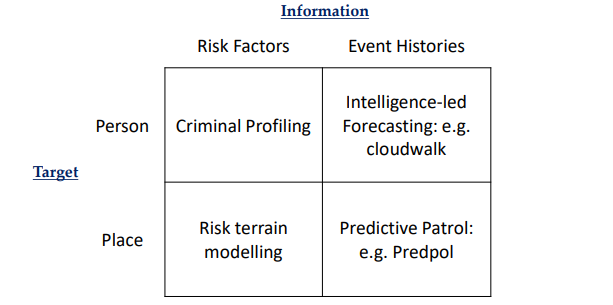 Information
Risk Factors
Event Histories
Person
Criminal Profiling
Intelligence-led
Forecasting: e.g.
cloudwalk
Target
Place
Risk terrain
modelling
Predictive Patrol:
e.g. Predpol